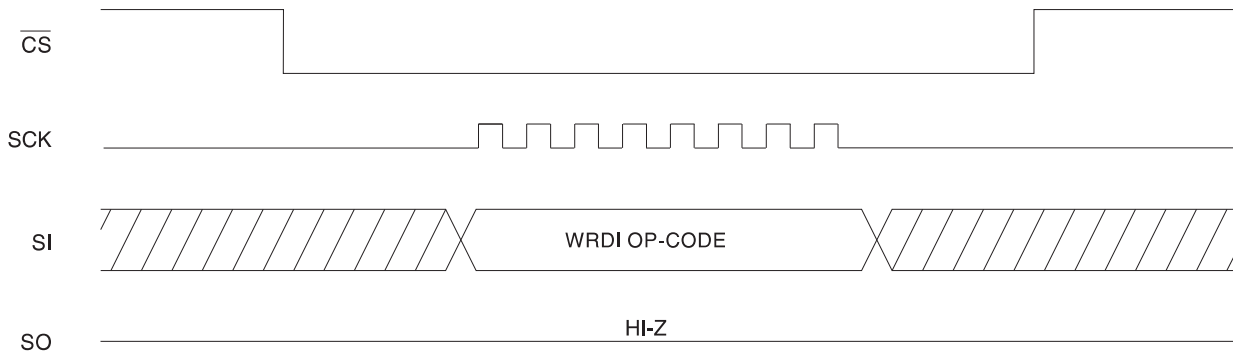 CS
SCK
SI
WRDI OP-CODE
HI-Z
SO